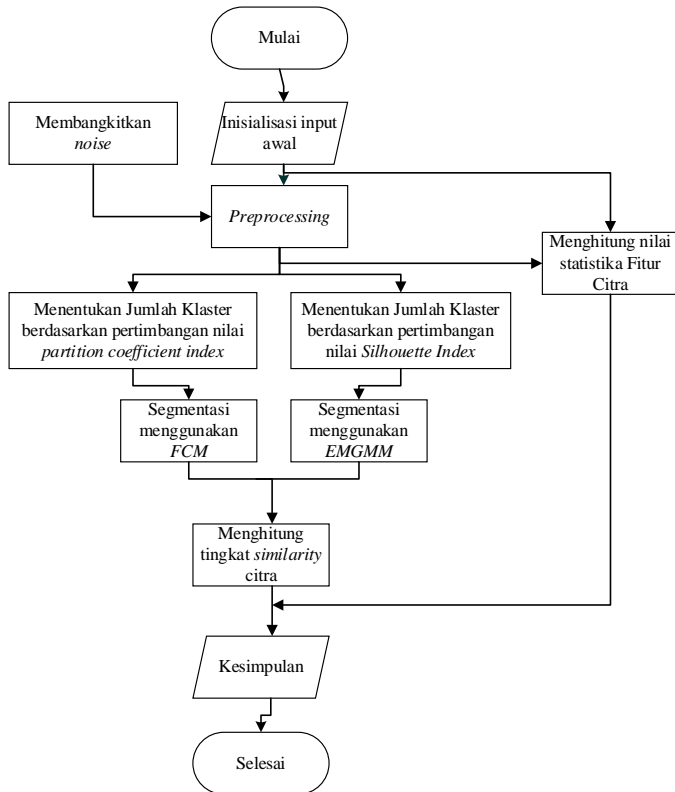 Mulai
Membangkitkan
noise
Inisialisasi input
awal
Preprocessing
Menghitung nilai
statistika Fitur
Citra
Menentukan Jumlah Klaster
berdasarkan pertimbangan nilai
partition coefficient index
Menentukan Jumlah Klaster
berdasarkan pertimbangan
nilai Silhouette Index
Segmentasi
menggunakan
FCM
Segmentasi
menggunakan
EMGMM
Menghitung
tingkat similarity
citra
Kesimpulan
Selesai